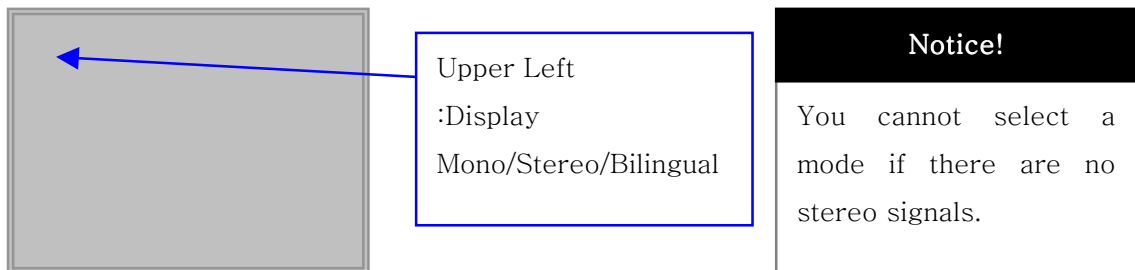 Upper Left
:Display
Mono/Stereo/Bilingual
Notice!
You cannot select a
mode if there are no
stereo signals.